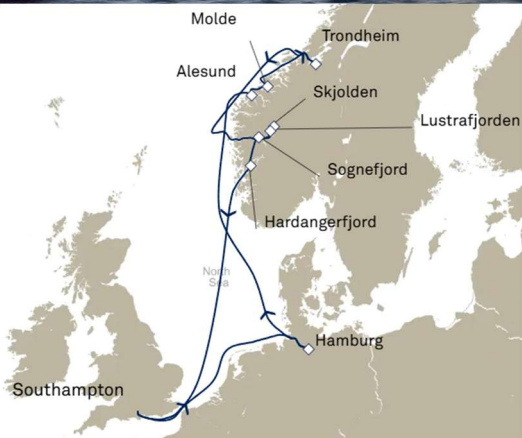 Molde
Trondheim
Alesund
Skjolden
Lustrafjorden
Sognefjord
Hardangerfjord
North
Sea
Hamburg
Southampton